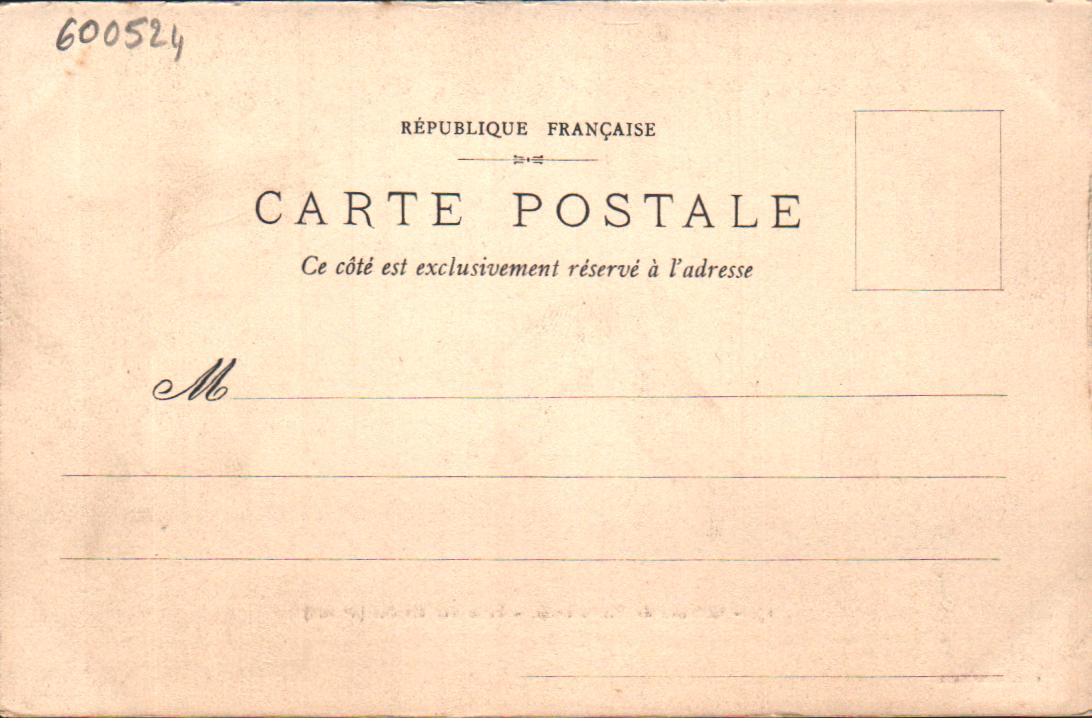 600524
RÉPUBLIQUE FRANÇAISE
CARTE POSTALE
Ce côté est exclusivement réservé à l'adresse
M